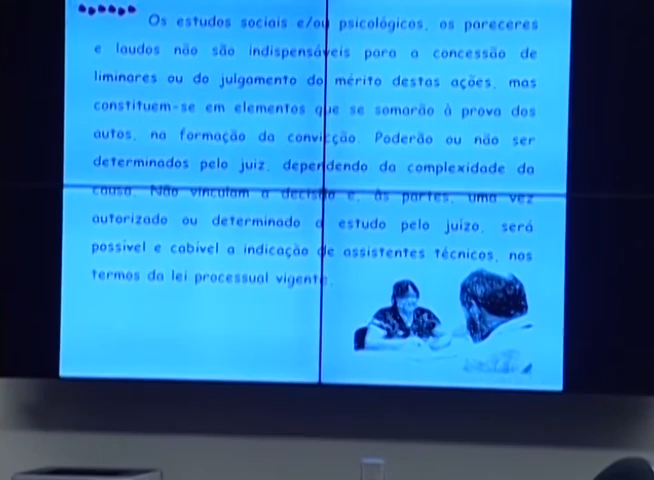 Os estudos sociais e/ou psicológicos, os pareceres
e laudos não são indispensáveis para a concessão de
liminares ou do julgamento do mérito destas ações, mas
constituem-se em elementos que se somarão à prova dos
autos, na formação da convicção. Poderão ou não ser
determinados pelo juiz, dependendo da complexidade da
causa. Não vinculam a decisão e, às partes, uma vez
autorizado ou determinado o estudo pelo juízo, será
possível e cabível a indicação de assistentes técnicos, nos
termos da lei processual vigente.